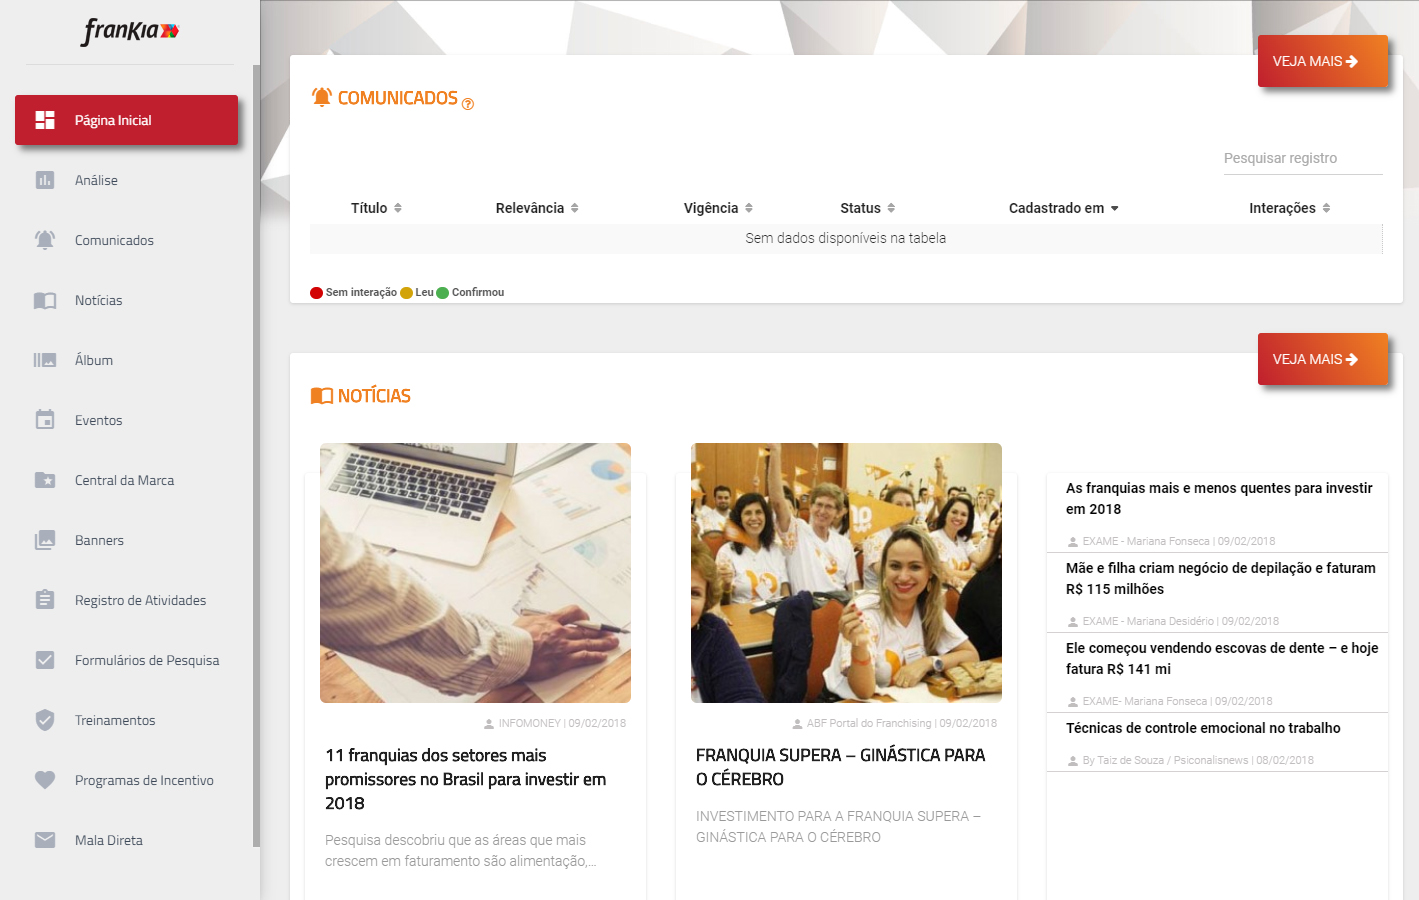 franKia
Página Inicial
Análise
Comunicados
Notícias
Álbum
Eventos
Central da Marca
Banners
Registro de Atividades
Formulários de Pesquisa
Treinamentos
Programas de Incentivo
Mala Direta
VEJA MAIS
COMUNICADOS
Pesquisar registro
Título Relevância Vigência Status Cadastrado em Interações
Sem dados disponíveis na tabela
Sem interação Leu Confirmou
VEJA MAIS
NOTÍCIAS
INFOMONEY | 09/02/2018
11 franquias dos setores mais
promissores no Brasil para investir em
2018
Pesquisa descobriu que as áreas que mais
crescem em faturamento são alimentação,...
ABF Portal do Franchising | 09/02/2018
FRANQUIA SUPERA – GINÁSTICA PARA
O CÉREBRO
INVESTIMENTO PARA A FRANQUIA SUPERA –
GINÁSTICA PARA O CÉREBRO
As franquias mais e menos quentes para investir
em 2018
EXAME - Mariana Fonseca | 09/02/2018
Mãe e filha criam negócio de depilação e faturam
R$ 115 milhões
EXAME - Mariana Desidério | 09/02/2018
Ele começou vendendo escovas de dente – e hoje
fatura R$ 141 mi
EXAME- Mariana Fonseca | 09/02/2018
Técnicas de controle emocional no trabalho
By Taiz de Souza / Psiconalisnews | 08/02/2018